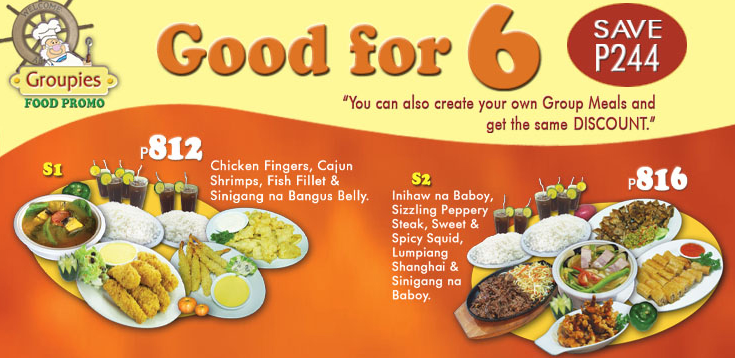 WELCOME
Groupies
FOOD PROMO
Good for 6
SAVE
P244
"You can also create your own Group Meals and
get the same DISCOUNT."
S1
P812
Chicken Fingers, Cajun
Shrimps, Fish Fillet &
Sinigang na Bangus Belly.
S2
P816
Inihaw na Baboy,
Sizzling Peppery
Steak, Sweet &
Spicy Squid,
Lumpiang
Shanghai &
Sinigang na
Baboy.